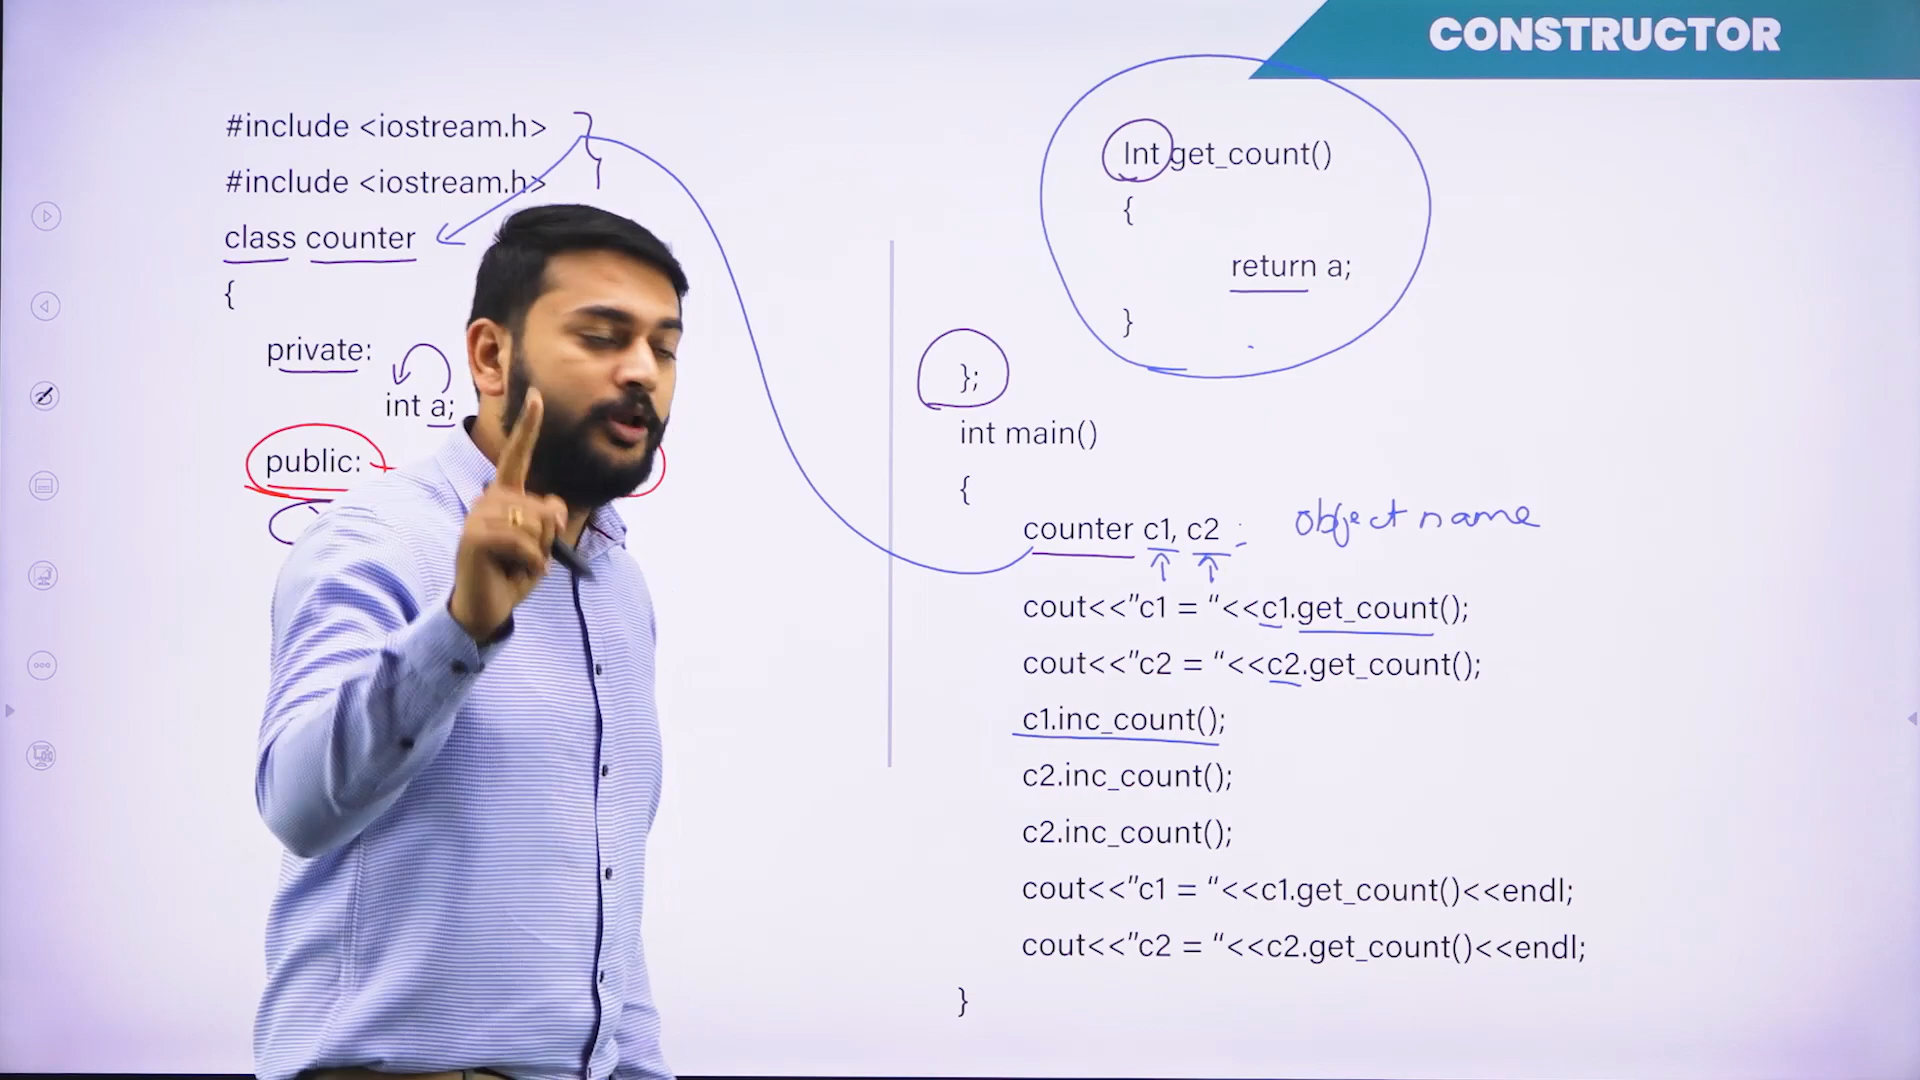 CONSTRUCTOR
#include <iostream.h>
#include <iostream.h>
class counter
{
private:
int a;
public:
Int get_count()
{
return a;
}
};
int main()
{
counter c1, c2 ;
object name
cout<<”c1 = “<<c1.get_count();
cout<<”c2 = “<<c2.get_count();
c1.inc_count();
c2.inc_count();
c2.inc_count();
cout<<”c1 = “<<c1.get_count()<<endl;
cout<<”c2 = “<<c2.get_count()<<endl;
}